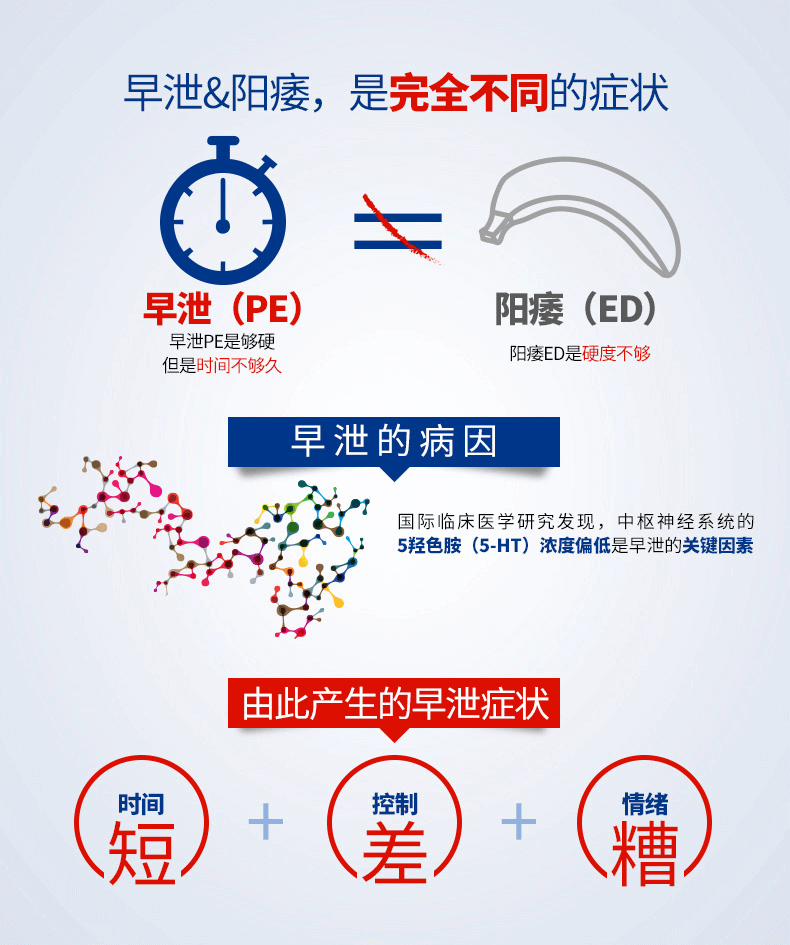 早泄&阳痿，是完全不同的症状
早泄（PE）
早泄PE是够硬
但是时间不够久
阳痿（ED）
阳痿ED是硬度不够
早泄的病因
国际临床医学研究发现，中枢神经系统的
5羟色胺（5-HT）浓度偏低是早泄的关键因素
由此产生的早泄症状
时间
短
+
控制
差
+
情绪
糟